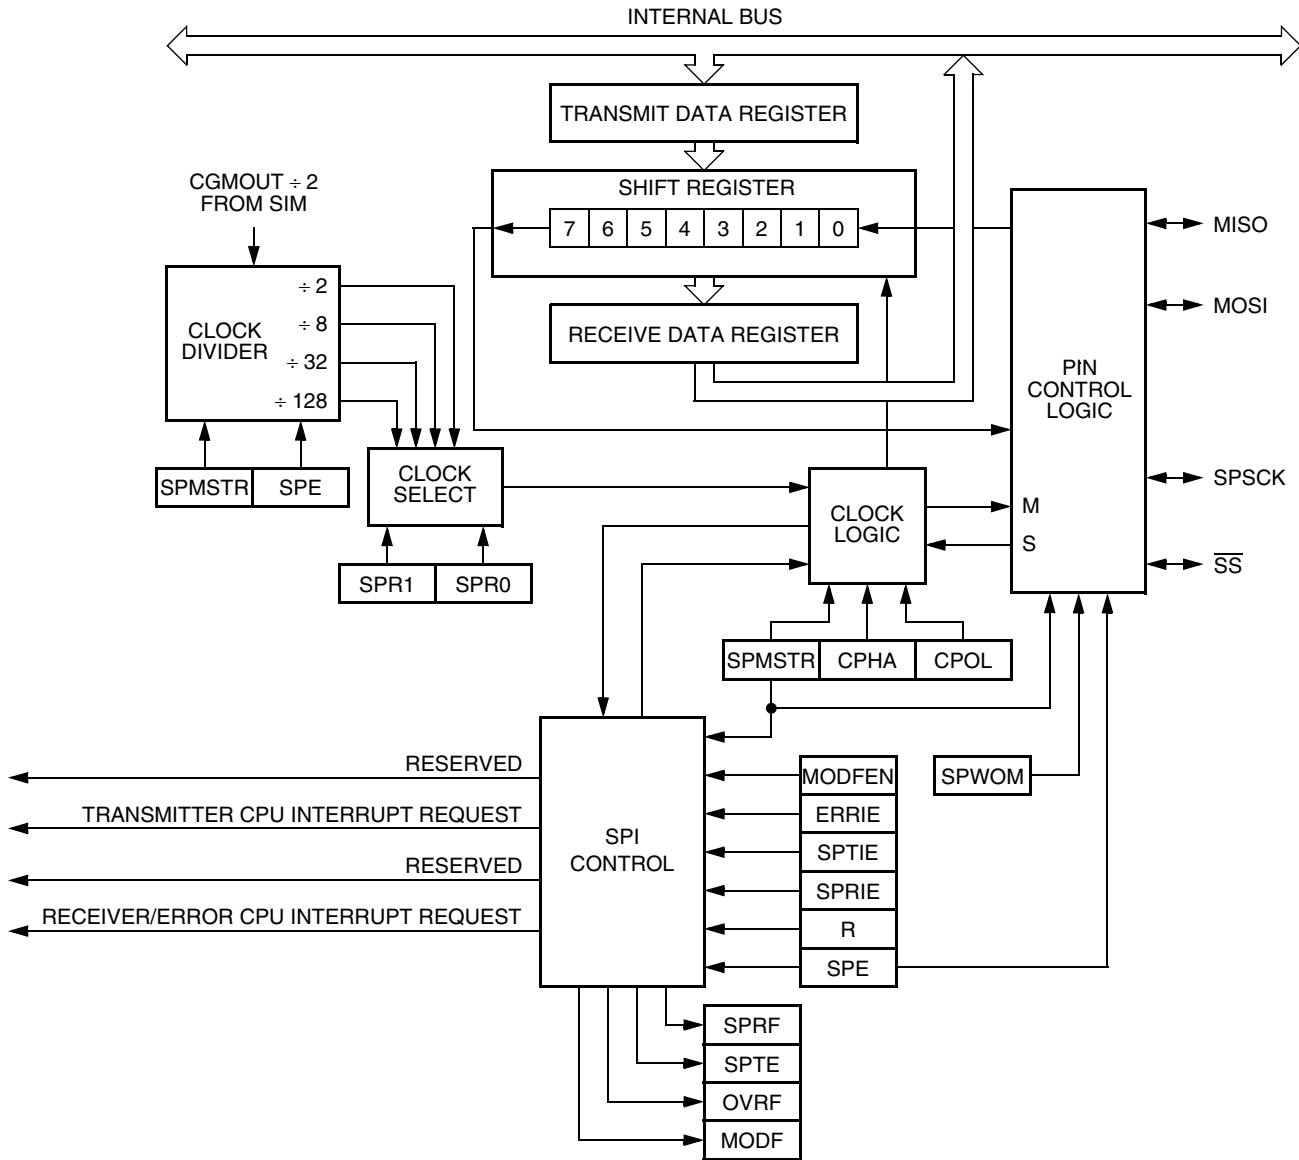 INTERNAL BUS
TRANSMIT DATA REGISTER
SHIFT REGISTER
7 6 5 4 3 2 1 0
RECEIVE DATA REGISTER
CGMOUT ÷ 2
FROM SIM
CLOCK
DIVIDER
÷ 2
÷ 8
÷ 32
÷ 128
SPMSTR SPE
CLOCK
SELECT
SPR1 SPR0
CLOCK
LOGIC
SPMSTR CPHA CPOL
PIN
CONTROL
LOGIC
M
S
MISO
MOSI
SPSCK
S̅S̅
SPWOM
RESERVED
TRANSMITTER CPU INTERRUPT REQUEST
RESERVED
RECEIVER/ERROR CPU INTERRUPT REQUEST
SPI
CONTROL
MODFEN
ERRIE
SPTIE
SPRIE
R
SPE
SPRF
SPTE
OVRF
MODF